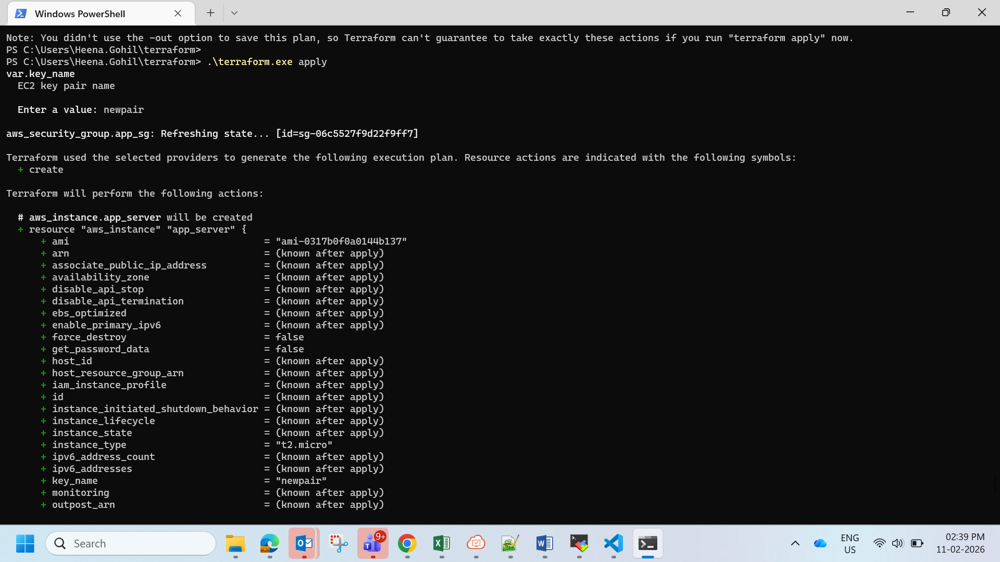 Windows PowerShell
Note: You didn't use the -out option to save this plan, so Terraform can't guarantee to take exactly these actions if you run "terraform apply" now.
PS C:\Users\Heena.Gohil\terraform>
PS C:\Users\Heena.Gohil\terraform> .\terraform.exe apply
var.key_name
  EC2 key pair name
  Enter a value: newpair
aws_security_group.app_sg: Refreshing state... [id=sg-06c5527f9d22f9ff7]
Terraform used the selected providers to generate the following execution plan. Resource actions are indicated with the following symbols:
  + create
Terraform will perform the following actions:
  # aws_instance.app_server will be created
  + resource "aws_instance" "app_server" {
      + ami                                  = "ami-0317b0f0a0144b137"
      + arn                                  = (known after apply)
      + associate_public_ip_address          = (known after apply)
      + availability_zone                    = (known after apply)
      + disable_api_stop                     = (known after apply)
      + disable_api_termination              = (known after apply)
      + ebs_optimized                        = (known after apply)
      + enable_primary_ipv6                  = (known after apply)
      + force_destroy                        = false
      + get_password_data                    = false
      + host_id                              = (known after apply)
      + host_resource_group_arn              = (known after apply)
      + iam_instance_profile                 = (known after apply)
      + id                                   = (known after apply)
      + instance_initiated_shutdown_behavior = (known after apply)
      + instance_lifecycle                   = (known after apply)
      + instance_state                       = (known after apply)
      + instance_type                        = "t2.micro"
      + ipv6_address_count                   = (known after apply)
      + ipv6_addresses                       = (known after apply)
      + key_name                             = "newpair"
      + monitoring                           = (known after apply)
      + outpost_arn                          = (known after apply)
Search
9+
ENG
US
02:39 PM
11-02-2026